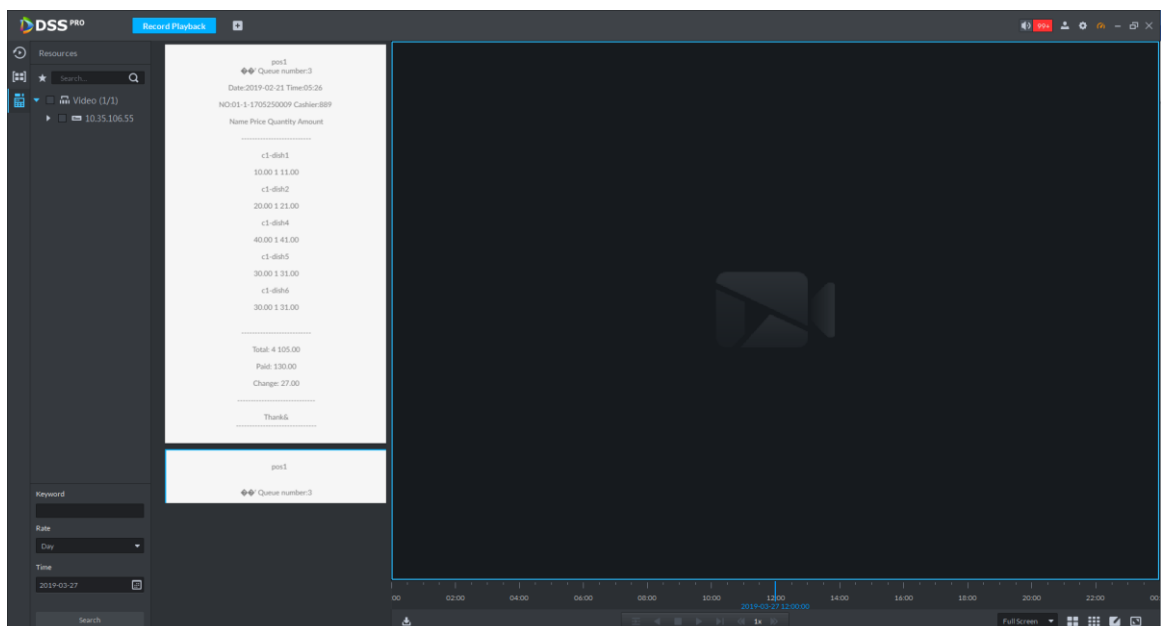 DSS PRO
Record Playback
99+
Resources
Search...
Video (1/1)
10.35.106.55
pos1
��' Queue number:3
Date:2019-02-21 Time:05:26
NO:01-1-1705250009 Cashier:889
Name Price Quantity Amount
------------------------
c1-dish1
10.00 1 11.00
c1-dish2
20.00 1 21.00
c1-dish4
40.00 1 41.00
c1-dish5
30.00 1 31.00
c1-dish6
30.00 1 31.00
------------------------
Total: 4 105.00
Paid: 130.00
Change: 27.00
---------------------------
Thank&
---------------------------
pos1
��' Queue number:3
Keyword
Rate
Day
Time
2019-03-27
Search
00 02:00 04:00 06:00 08:00 10:00 12:00 14:00 16:00 18:00 20:00 22:00 00:
2019-03-27 12:00:00
1x
Full Screen